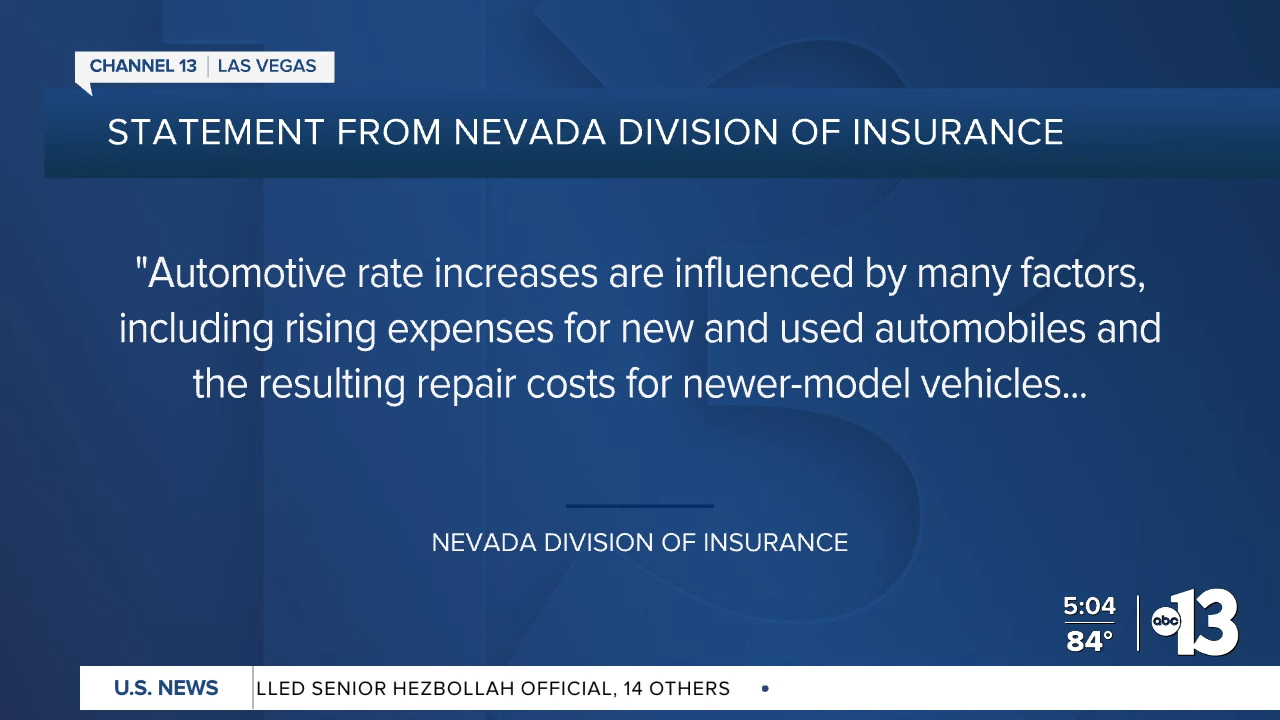 CHANNEL 13 | LAS VEGAS
STATEMENT FROM NEVADA DIVISION OF INSURANCE
"Automotive rate increases are influenced by many factors,
including rising expenses for new and used automobiles and
the resulting repair costs for newer-model vehicles...
NEVADA DIVISION OF INSURANCE
5:04
84°
abc 13
U.S. NEWS
LLED SENIOR HEZBOLLAH OFFICIAL, 14 OTHERS •